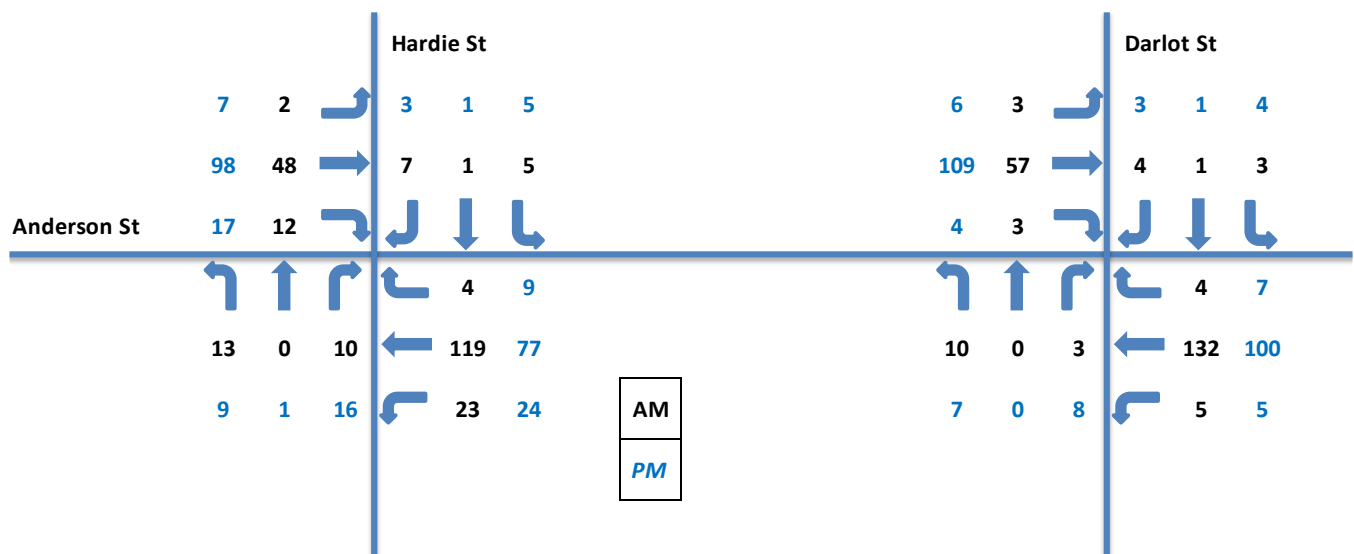 Hardie St Darlot St
7 2 3 1 5 6 3 3 1 4
98 48 7 1 5 109 57 4 1 3
Anderson St 17 12 4 3
4 9 4 7
13 0 10 119 77 10 0 3 132 100
9 1 16 23 24 AM 7 0 8 5 5
PM